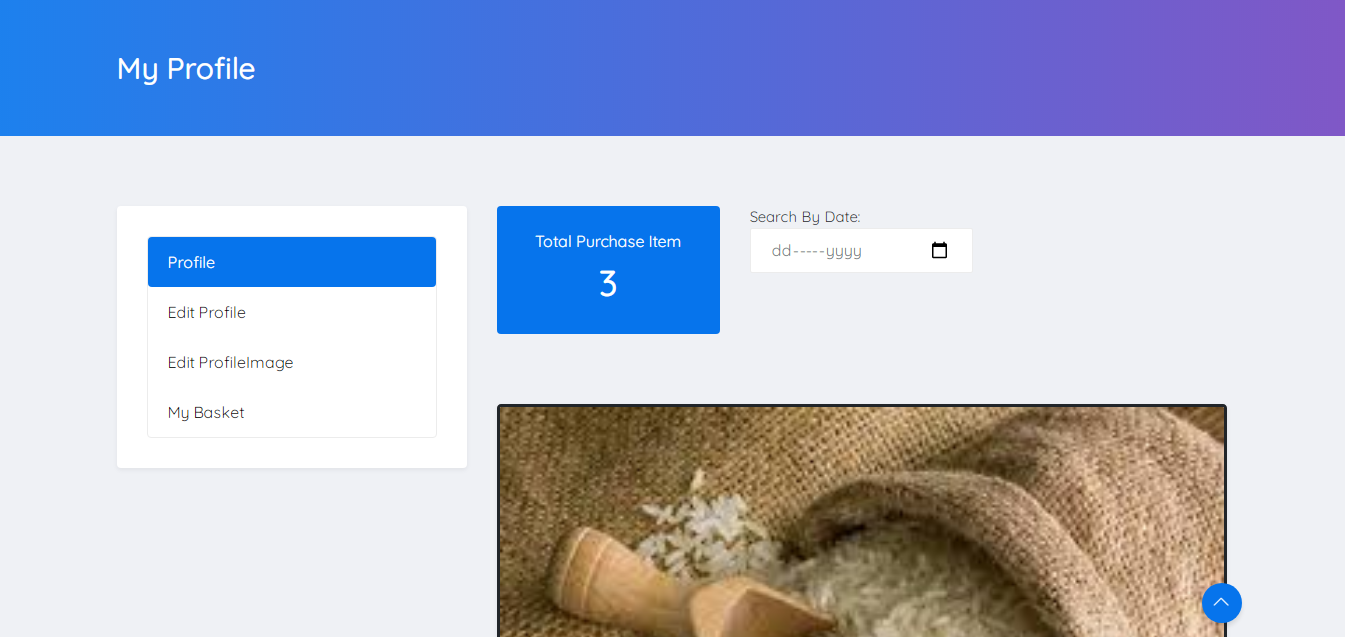 My Profile
Profile
Edit Profile
Edit ProfileImage
My Basket
Total Purchase Item
3
Search By Date:
dd-----yyyy